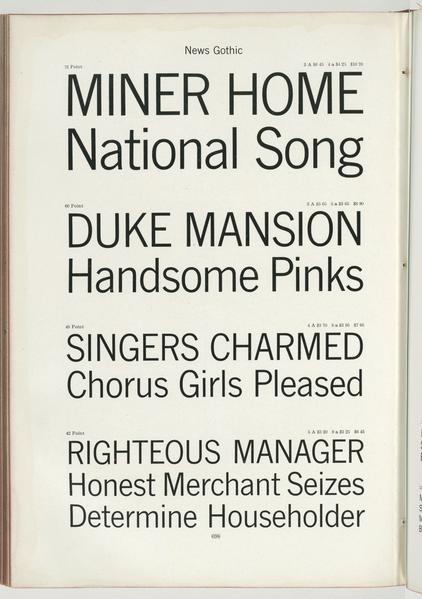 News Gothic
72 Point
MINER HOME
National Song
60 Point
DUKE MANSION
Handsome Pinks
48 Point
SINGERS CHARMED
Chorus Girls Pleased
42 Point
RIGHTEOUS MANAGER
Honest Merchant Seizes
Determine Householder